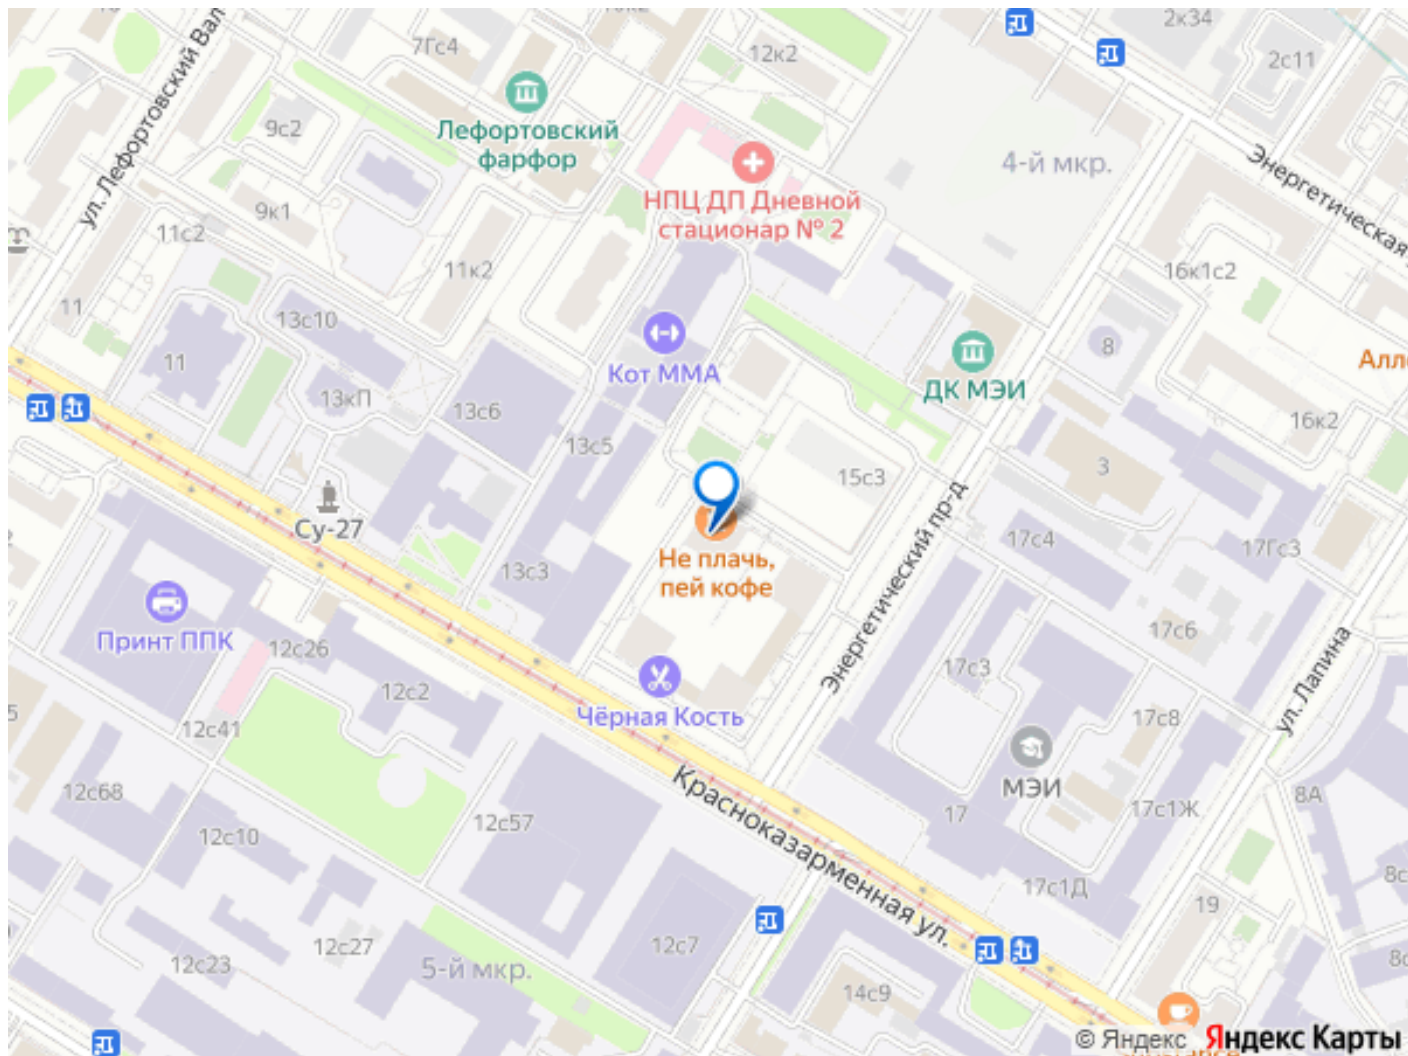 2к34
7Гс4
12к2
2с11
ул. Лефортовский Вал
9с2
Лефортовский
фарфор
4-й мкр.
Энергетическая
НПЦ ДП Дневной
стационар № 2
9к1
11с2
11к2
16к1с2
11
13с10
8
11
Кот ММА
ДК МЭИ
13кП
13с6
16к2
13с5
3
15с3
Су-27
Энергетический пр-д
17с4
17Гс3
Не плачь,
пей кофе
13с3
Принт ППК
12с26
17с6
17с3
12с2
ул. Лапина
Чёрная Кость
17с8
12с41
МЭИ
12с68
Красноказарменная ул.
8А
12с10
12с57
17
17с1Ж
17с1Д
19
12с27
12с7
12с23
5-й мкр.
14с9
© Яндекс Яндекс Карты